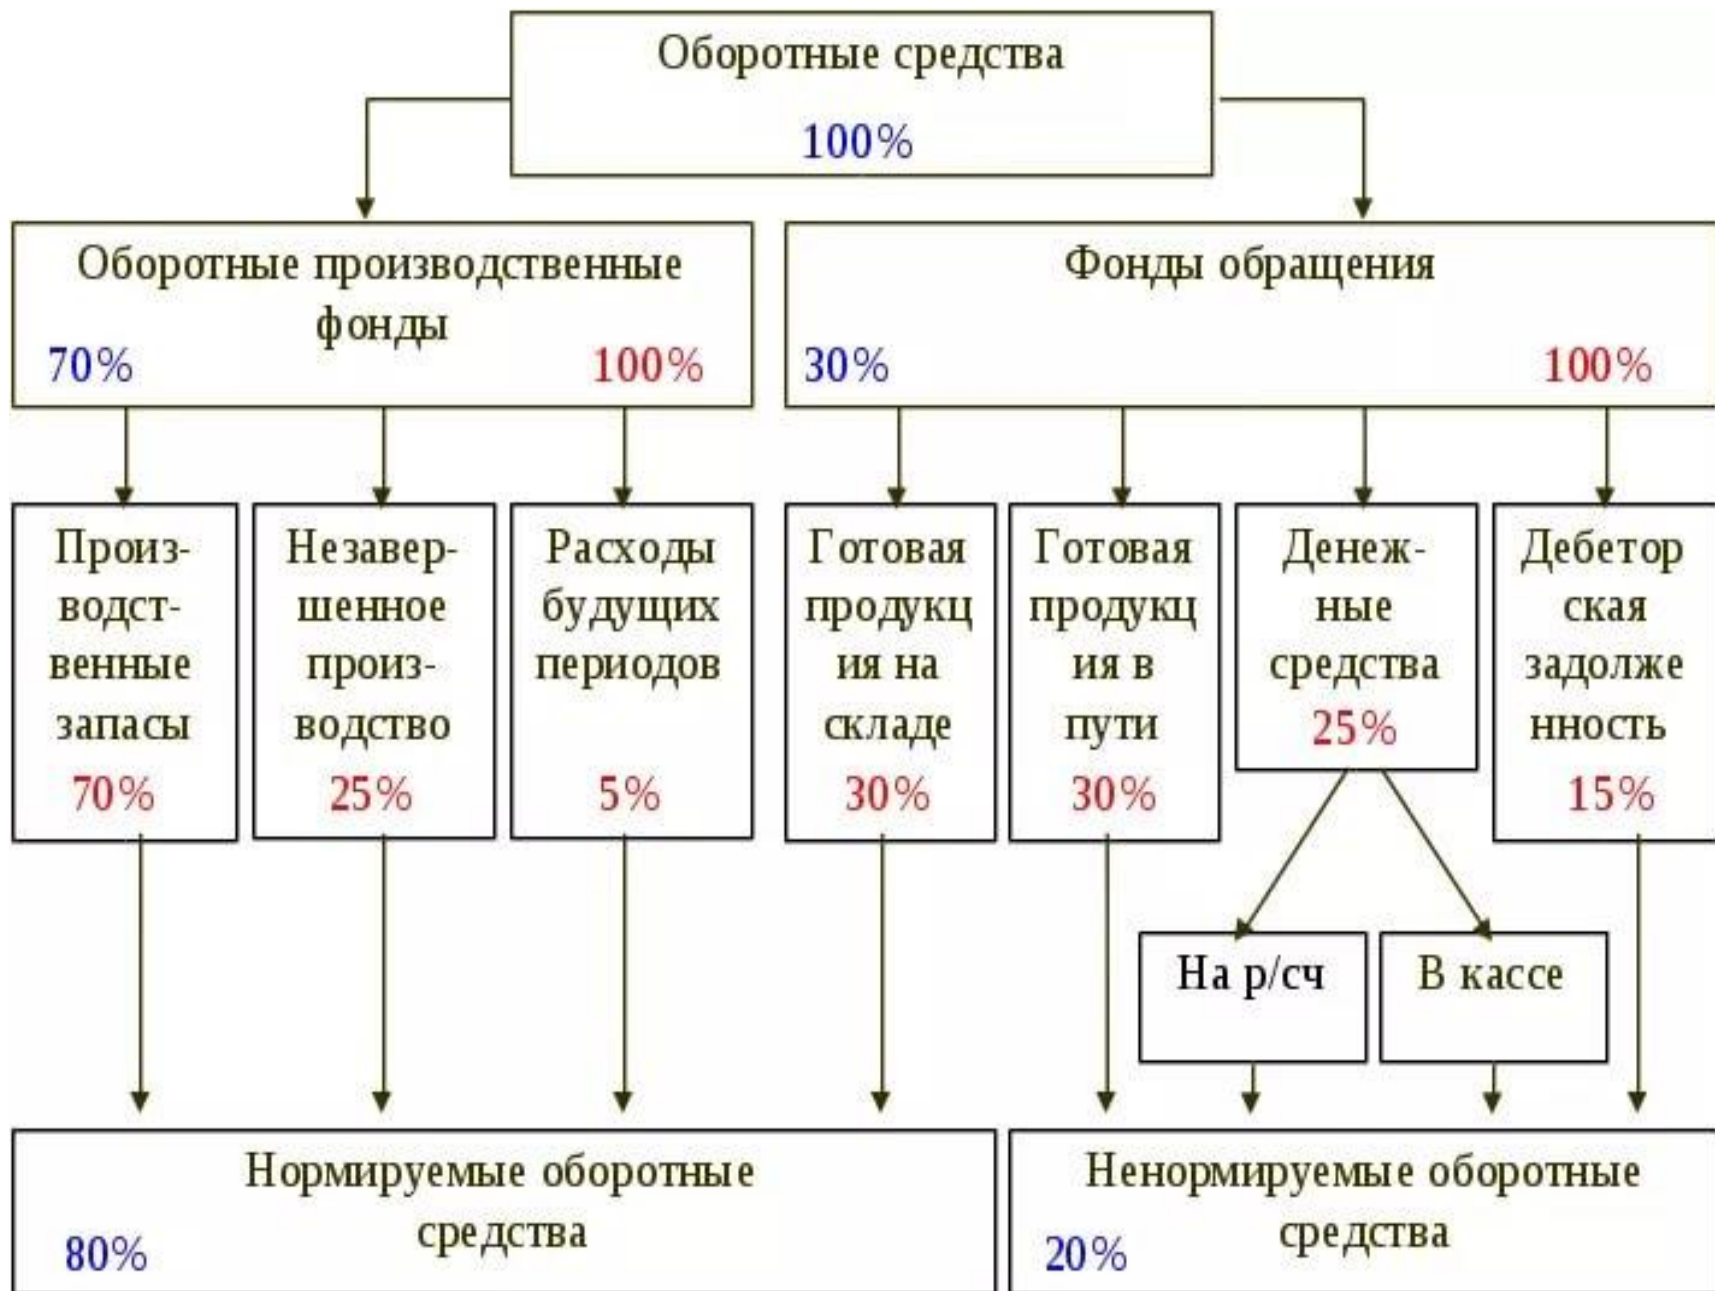 Оборотные средства
100%
Оборотные производственные
фонды
70%
100%
Фонды обращения
30%
100%
Произ-
водст-
венные
запасы
70%
Незавер-
шенное
произ-
водство
25%
Расходы
будущих
периодов
5%
Готовая
продукц
ия на
складе
30%
Готовая
продукц
ия в
пути
30%
Денеж-
ные
средства
25%
Дебетор
ская
задолже
нность
15%
На р/сч
В кассе
Нормируемые оборотные
средства
80%
Ненормируемые оборотные
средства
20%